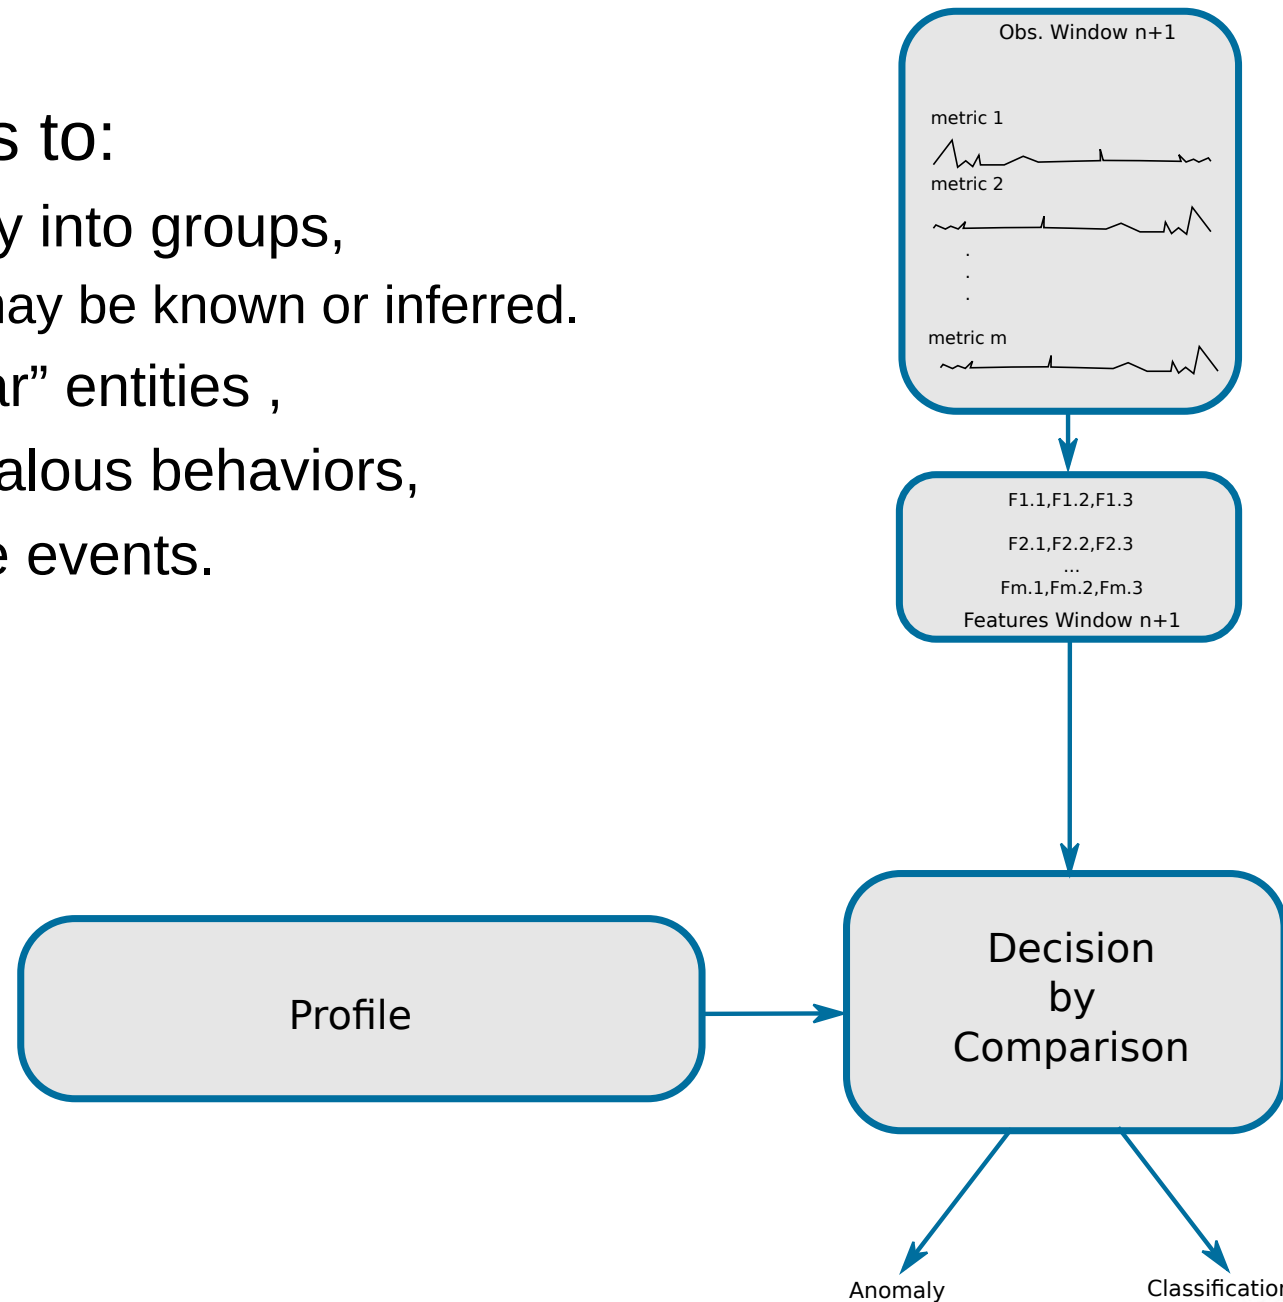 s to:
y into groups,
may be known or inferred.
ar” entities ,
alous behaviors,
e events.
Obs. Window n+1
metric 1
metric 2
.
.
.
metric m
F1.1,F1.2,F1.3
F2.1,F2.2,F2.3
...
Fm.1,Fm.2,Fm.3
Features Window n+1
Profile
Decision
by
Comparison
Anomaly
Classification